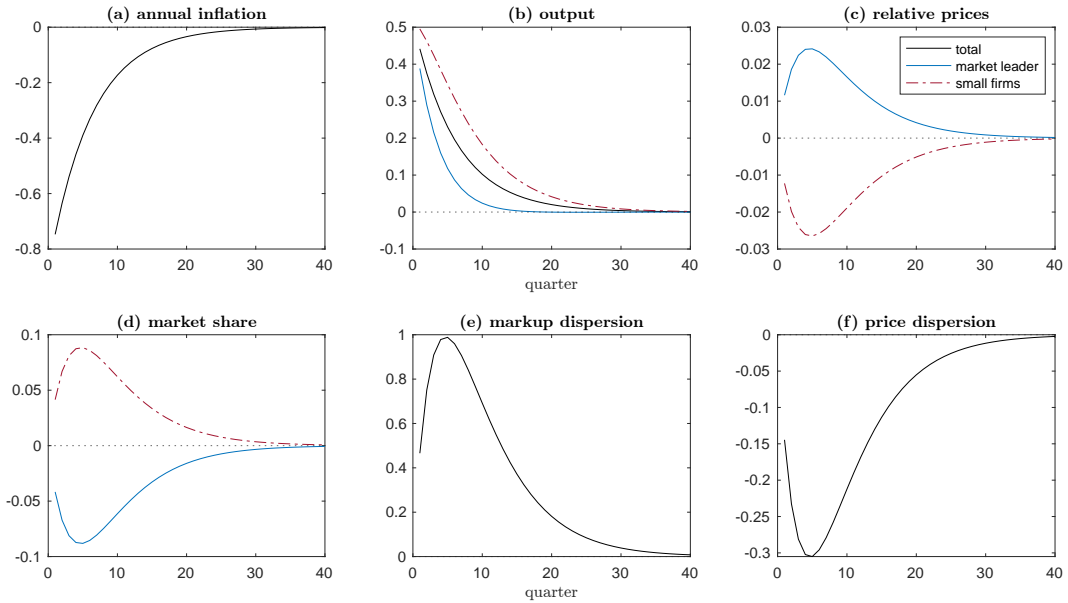 (a) annual inflation
0
-0.2
-0.4
-0.6
-0.8
0 10 20 30 40
(b) output
0.5
0.4
0.3
0.2
0.1
0
-0.1
0 10 20 30 40
quarter
(c) relative prices
0.03
0.02
0.01
0
-0.01
-0.02
-0.03
0 10 20 30 40
total
market leader
small firms
(d) market share
0.1
0.05
0
-0.05
-0.1
0 10 20 30 40
(e) markup dispersion
1
0.8
0.6
0.4
0.2
0
0 10 20 30 40
quarter
(f) price dispersion
0
-0.05
-0.1
-0.15
-0.2
-0.25
-0.3
0 10 20 30 40